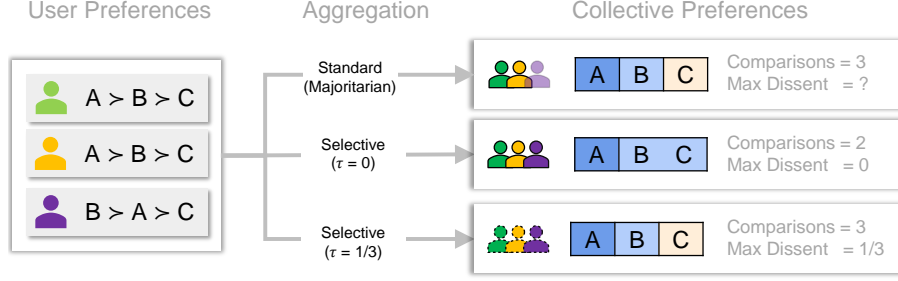 User Preferences
Aggregation
Collective Preferences
A ≻ B ≻ C
A ≻ B ≻ C
B ≻ A ≻ C
Standard
(Majoritarian)
A B C
Comparisons = 3
Max Dissent = ?
Selective
(τ = 0)
A B C
Comparisons = 2
Max Dissent = 0
Selective
(τ = 1/3)
A B C
Comparisons = 3
Max Dissent = 1/3